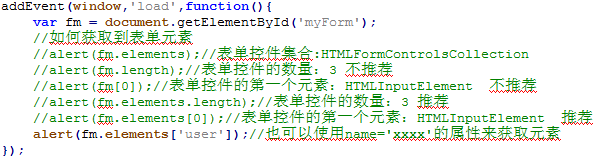 addEvent(window,'load',function(){
var fm = document.getElementById('myForm');
//如何获取到表单元素
//alert(fm.elements);//表单控件集合:HTMLFormControlsCollection
//alert(fm.length);//表单控件的数量: 3 不推荐
//alert(fm[0]);//表单控件的第一个元素: HTMLInputElement 不推荐
//alert(fm.elements.length);//表单控件的数量: 3 推荐
//alert(fm.elements[0]);//表单控件的第一个元素: HTMLInputElement 推荐
alert(fm.elements['user']);//也可以使用name='xxxx'的属性来获取元素
});